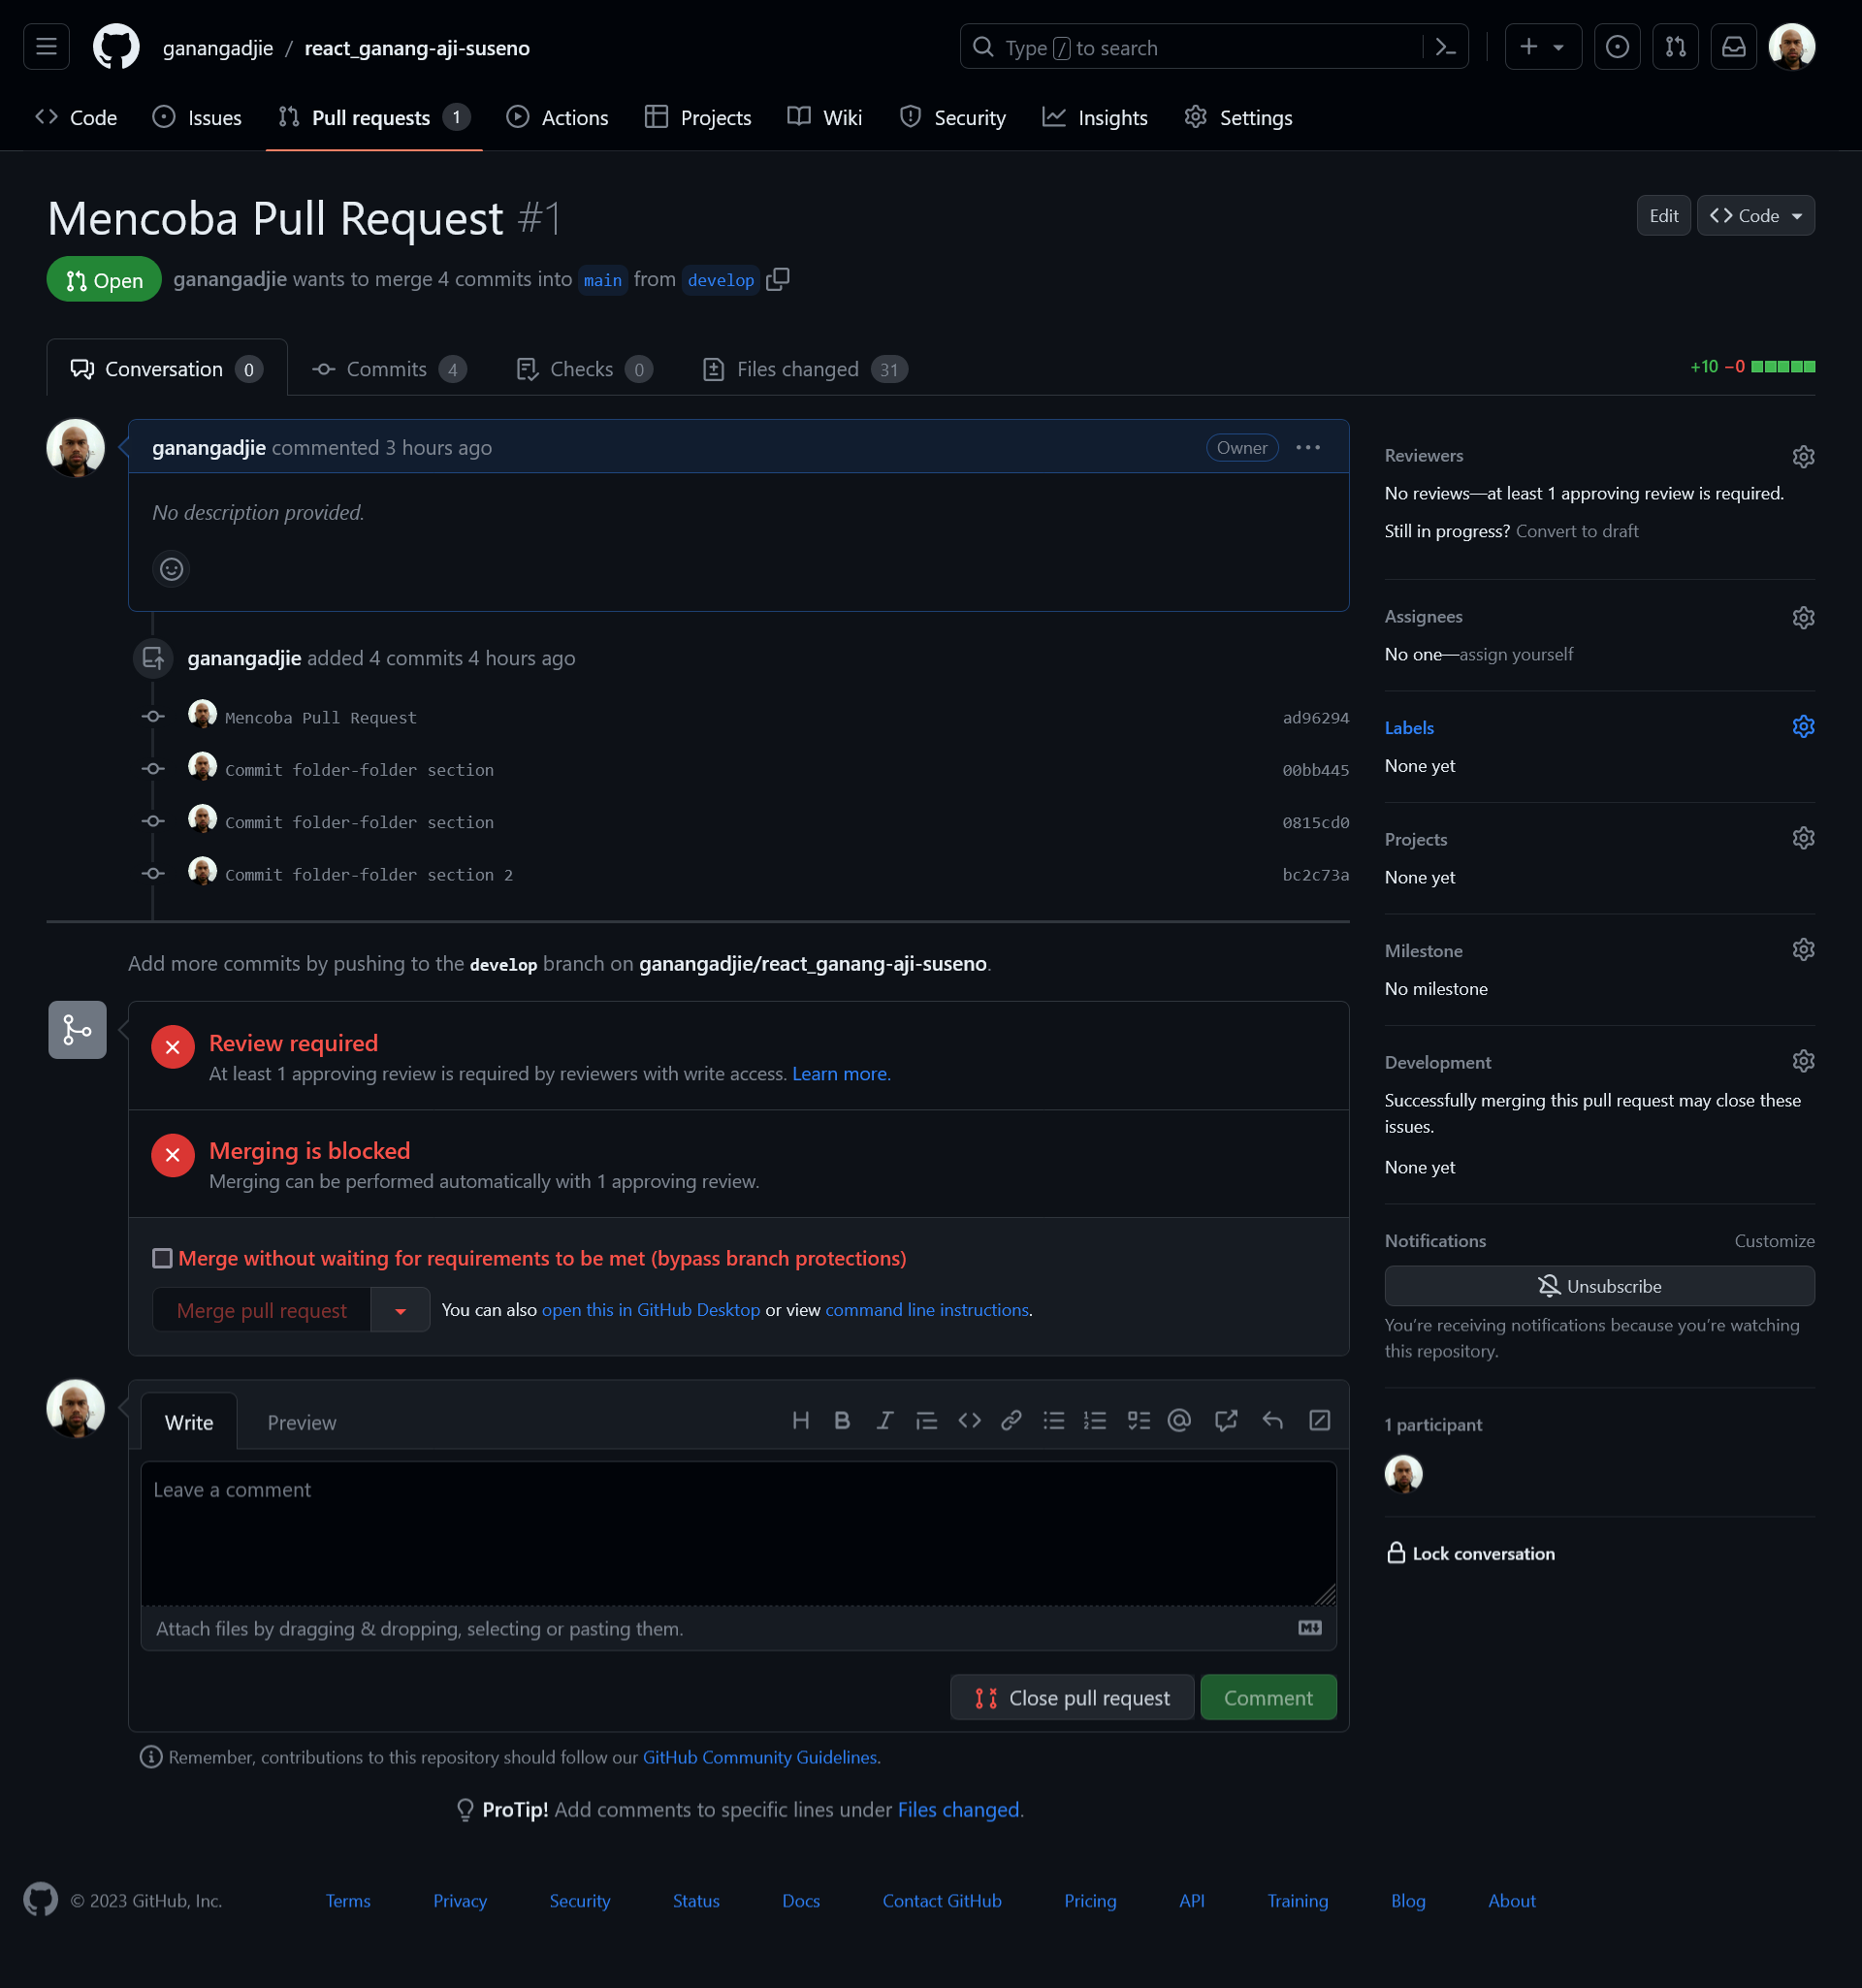 ganangadjie / react_ganang-aji-suseno
Type / to search
Code
Issues
Pull requests 1
Actions
Projects
Wiki
Security
Insights
Settings
Mencoba Pull Request #1
Edit
Code
Open
ganangadjie wants to merge 4 commits into main from develop
Conversation 0
Commits 4
Checks 0
Files changed 31
+10 −0
ganangadjie commented 3 hours ago
Owner
No description provided.
ganangadjie added 4 commits 4 hours ago
Mencoba Pull Request
ad96294
Commit folder-folder section
00bb445
Commit folder-folder section
0815cd0
Commit folder-folder section 2
bc2c73a
Add more commits by pushing to the develop branch on ganangadjie/react_ganang-aji-suseno.
Review required
At least 1 approving review is required by reviewers with write access. Learn more.
Merging is blocked
Merging can be performed automatically with 1 approving review.
Merge without waiting for requirements to be met (bypass branch protections)
Merge pull request
You can also open this in GitHub Desktop or view command line instructions.
Write
Preview
Leave a comment
Attach files by dragging & dropping, selecting or pasting them.
Close pull request
Comment
Remember, contributions to this repository should follow our GitHub Community Guidelines.
ProTip! Add comments to specific lines under Files changed.
Reviewers
No reviews—at least 1 approving review is required.
Still in progress? Convert to draft
Assignees
No one—assign yourself
Labels
None yet
Projects
None yet
Milestone
No milestone
Development
Successfully merging this pull request may close these
issues.
None yet
Notifications
Customize
Unsubscribe
You’re receiving notifications because you’re watching
this repository.
1 participant
Lock conversation
© 2023 GitHub, Inc.
Terms
Privacy
Security
Status
Docs
Contact GitHub
Pricing
API
Training
Blog
About